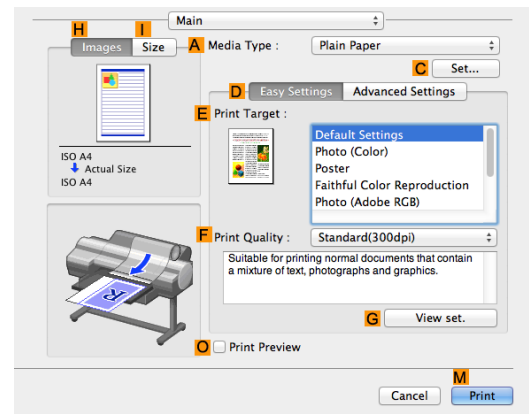 Main
H
I
Images
Size
A
Media Type :
Plain Paper
C
Set...
D
Easy Settings
Advanced Settings
E
Print Target :
Default Settings
Photo (Color)
Poster
Faithful Color Reproduction
Photo (Adobe RGB)
ISO A4
Actual Size
ISO A4
F
Print Quality :
Standard(300dpi)
Suitable for printing normal documents that contain
a mixture of text, photographs and graphics.
R
G
View set.
O
Print Preview
M
Cancel
Print